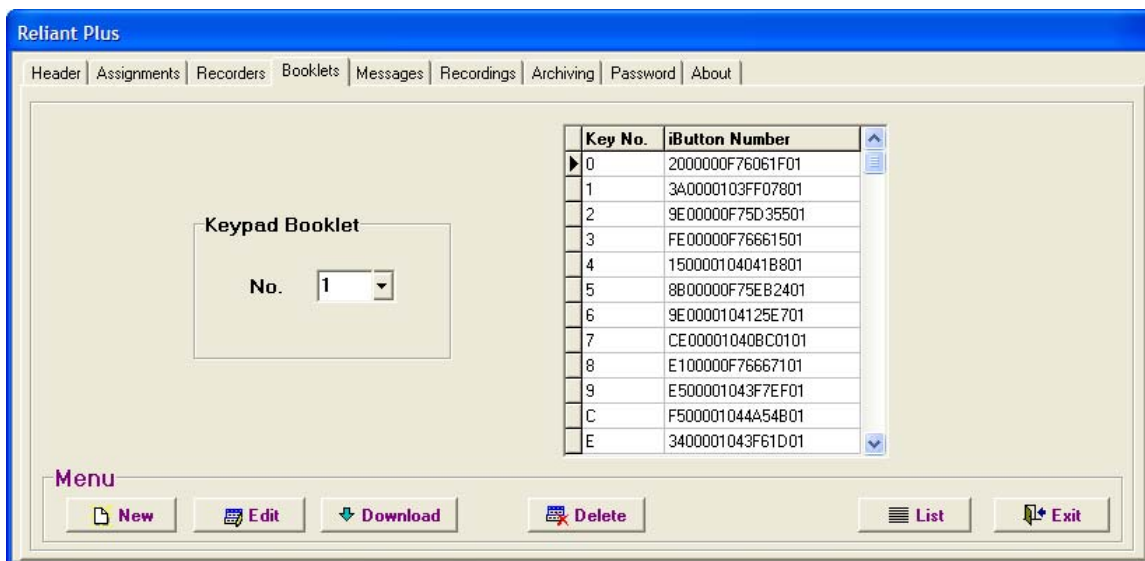 Reliant Plus
Header Assignments Recorders Booklets Messages Recordings Archiving Password About
Keypad Booklet
No. 1
Key No. iButton Number
0 2000000F76061F01
1 3A0000103FF07801
2 9E00000F75D35501
3 FE00000F76661501
4 150000104041B801
5 8B00000F75EB2401
6 9E0000104125E701
7 CE00001040BC0101
8 E100000F76667101
9 E500001043F7EF01
C F500001044A54B01
E 3400001043F61D01
Menu
New Edit Download Delete List Exit